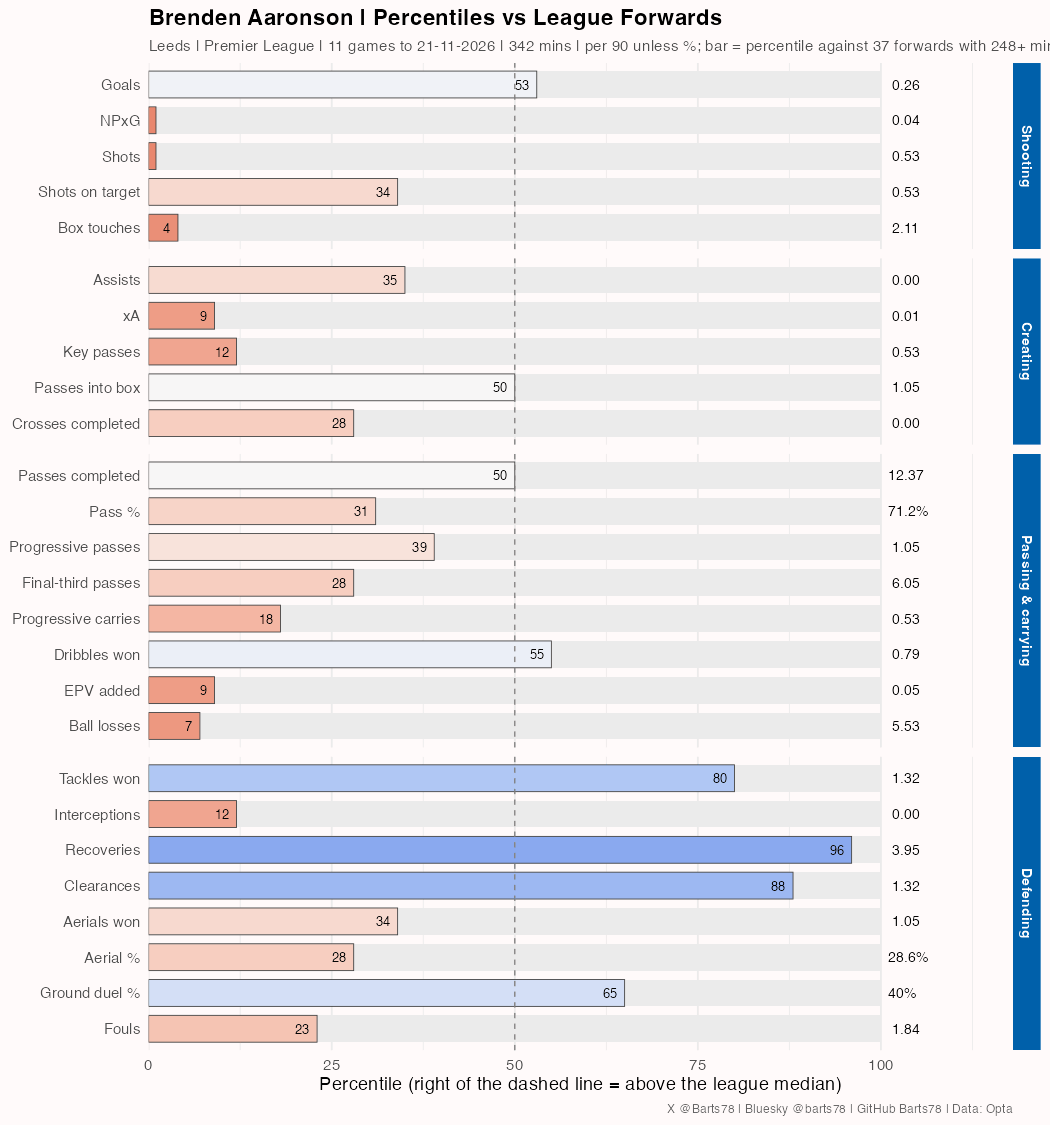 Brenden Aaronson | Percentiles vs League Forwards
Leeds | Premier League | 11 games to 21-11-2026 | 342 mins | per 90 unless %; bar = percentile against 37 forwards with 248+
Shooting
Goals 53 0.26
NPxG 0.04
Shots 0.53
Shots on target 34 0.53
Box touches 4 2.11
Creating
Assists 35 0.00
xA 9 0.01
Key passes 12 0.53
Passes into box 50 1.05
Crosses completed 28 0.00
Passing & carrying
Passes completed 50 12.37
Pass % 31 71.2%
Progressive passes 39 1.05
Final-third passes 28 6.05
Progressive carries 18 0.53
Dribbles won 55 0.79
EPV added 9 0.05
Ball losses 7 5.53
Defending
Tackles won 80 1.32
Interceptions 12 0.00
Recoveries 96 3.95
Clearances 88 1.32
Aerials won 34 1.05
Aerial % 28 28.6%
Ground duel % 65 40%
Fouls 23 1.84
0 25 50 75 100
Percentile (right of the dashed line = above the league median)
X @Barts78 | Bluesky @barts78 | GitHub Barts78 | Data: Opta